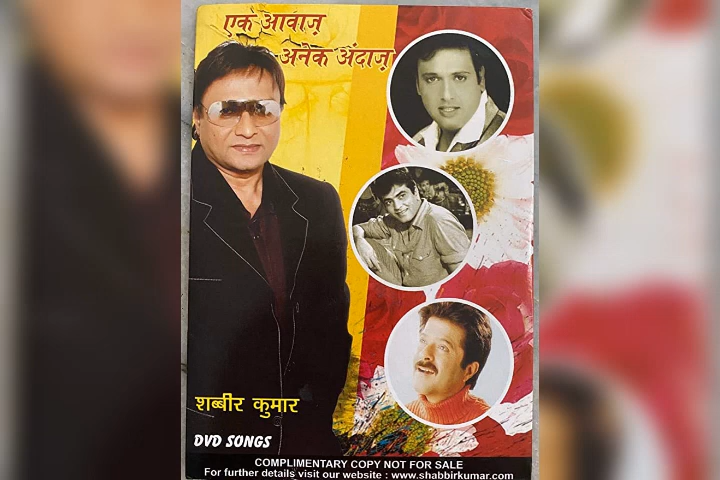 एक आवाज़
अनेक अंदाज़
शब्बीर कुमार
DVD SONGS
COMPLIMENTARY COPY NOT FOR SALE
For further details visit our website : www.shabbirkumar.com